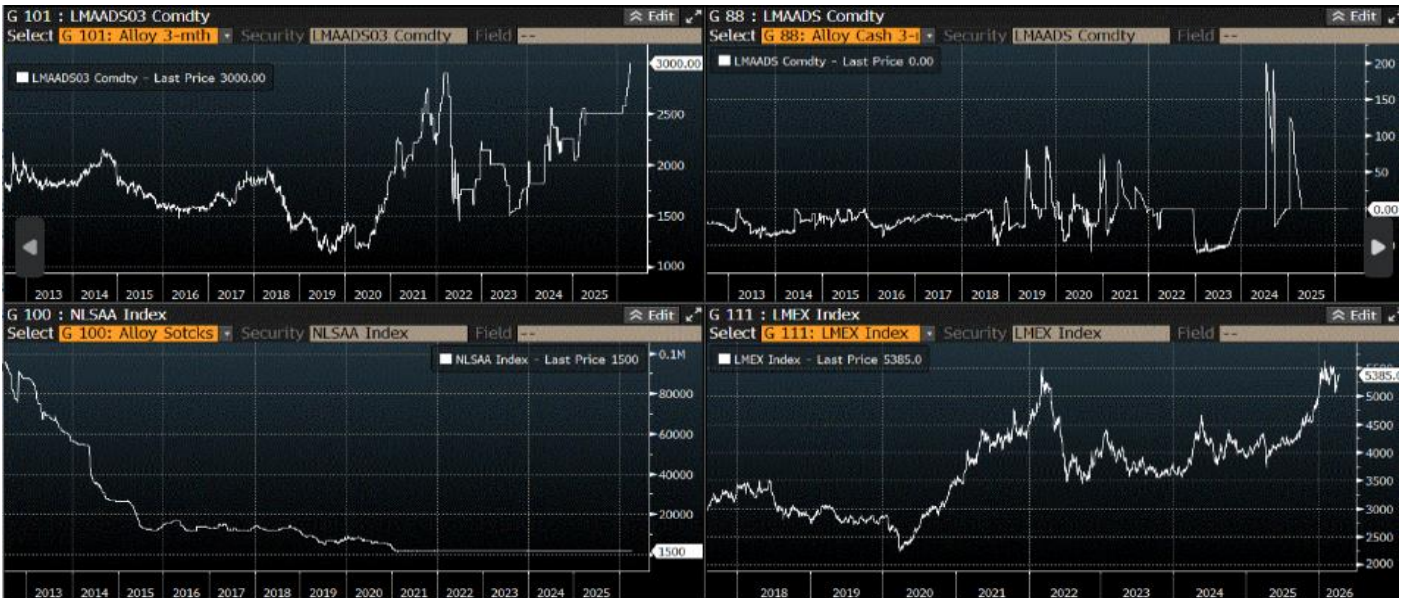 G 101 : LMAADS03 Comdty
Edit
Select G 101: Alloy 3-mth Security LMAADS03 Comdty Field --
LMAADS03 Comdty - Last Price 3000.00
3000.00
2500
2000
1500
1000
2013 2014 2015 2016 2017 2018 2019 2020 2021 2022 2023 2024 2025
G 88 : LMAADS Comdty
Edit
Select G 88: Alloy Cash Security LMAADS Comdty Field --
LMAADS Comdty - Last Price 0.00
200
150
100
50
0.00
2013 2014 2015 2016 2017 2018 2019 2020 2021 2022 2023 2024 2025
G 100 : NLSAA Index
Edit
Select G 100: Alloy Sotcks Security NLSAA Index Field --
NLSAA Index - Last Price 1500
0.1M
80000
60000
40000
20000
1500
2013 2014 2015 2016 2017 2018 2019 2020 2021 2022 2023 2024 2025
G 111 : LMEX Index
Edit
Select G 111: LMEX Index Security LMEX Index Field --
LMEX Index - Last Price 5385.0
5385.0
5000
4500
4000
3500
3000
2500
2000
2018 2019 2020 2021 2022 2023 2024 2025 2026